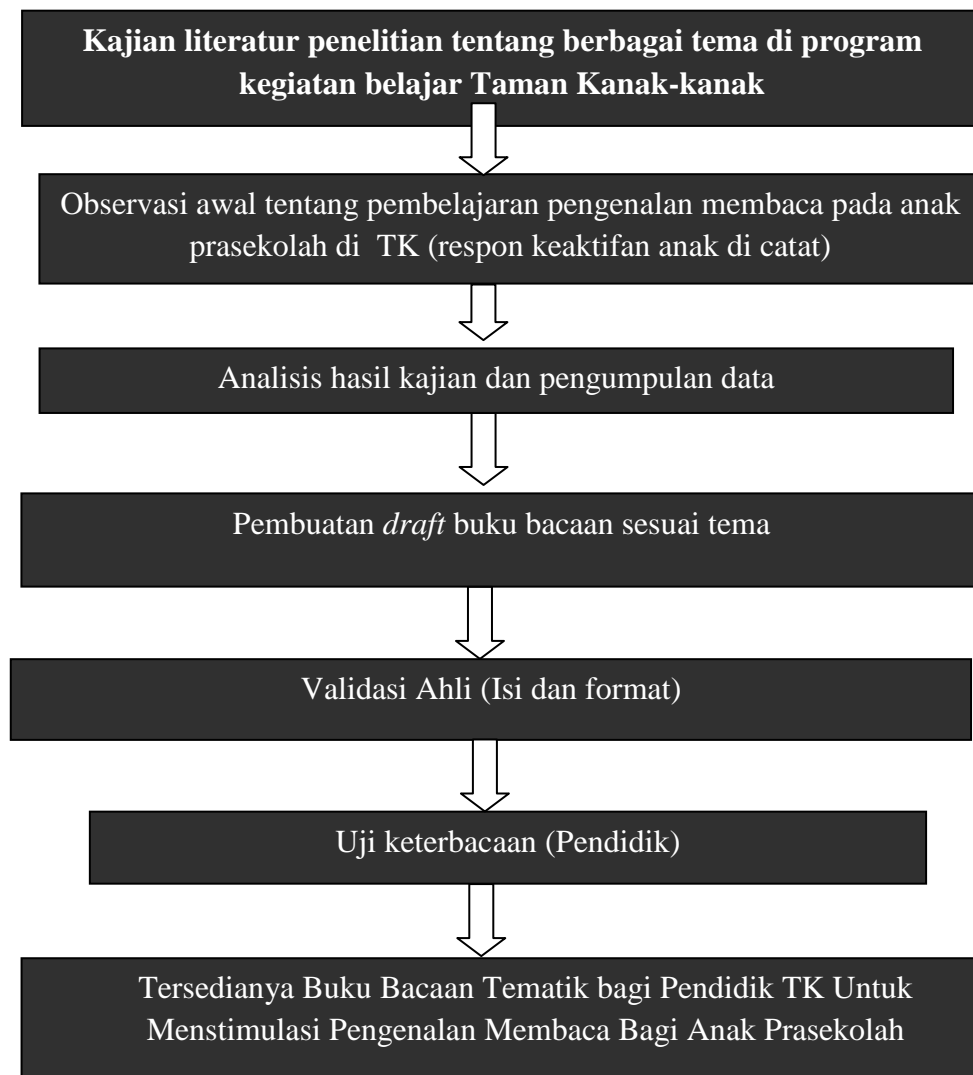 Kajian literatur penelitian tentang berbagai tema di program
kegiatan belajar Taman Kanak-kanak
Observasi awal tentang pembelajaran pengenalan membaca pada anak
prasekolah di TK (respon keaktifan anak di catat)
Analisis hasil kajian dan pengumpulan data
Pembuatan draft buku bacaan sesuai tema
Validasi Ahli (Isi dan format)
Uji keterbacaan (Pendidik)
Tersedianya Buku Bacaan Tematik bagi Pendidik TK Untuk
Menstimulasi Pengenalan Membaca Bagi Anak Prasekolah